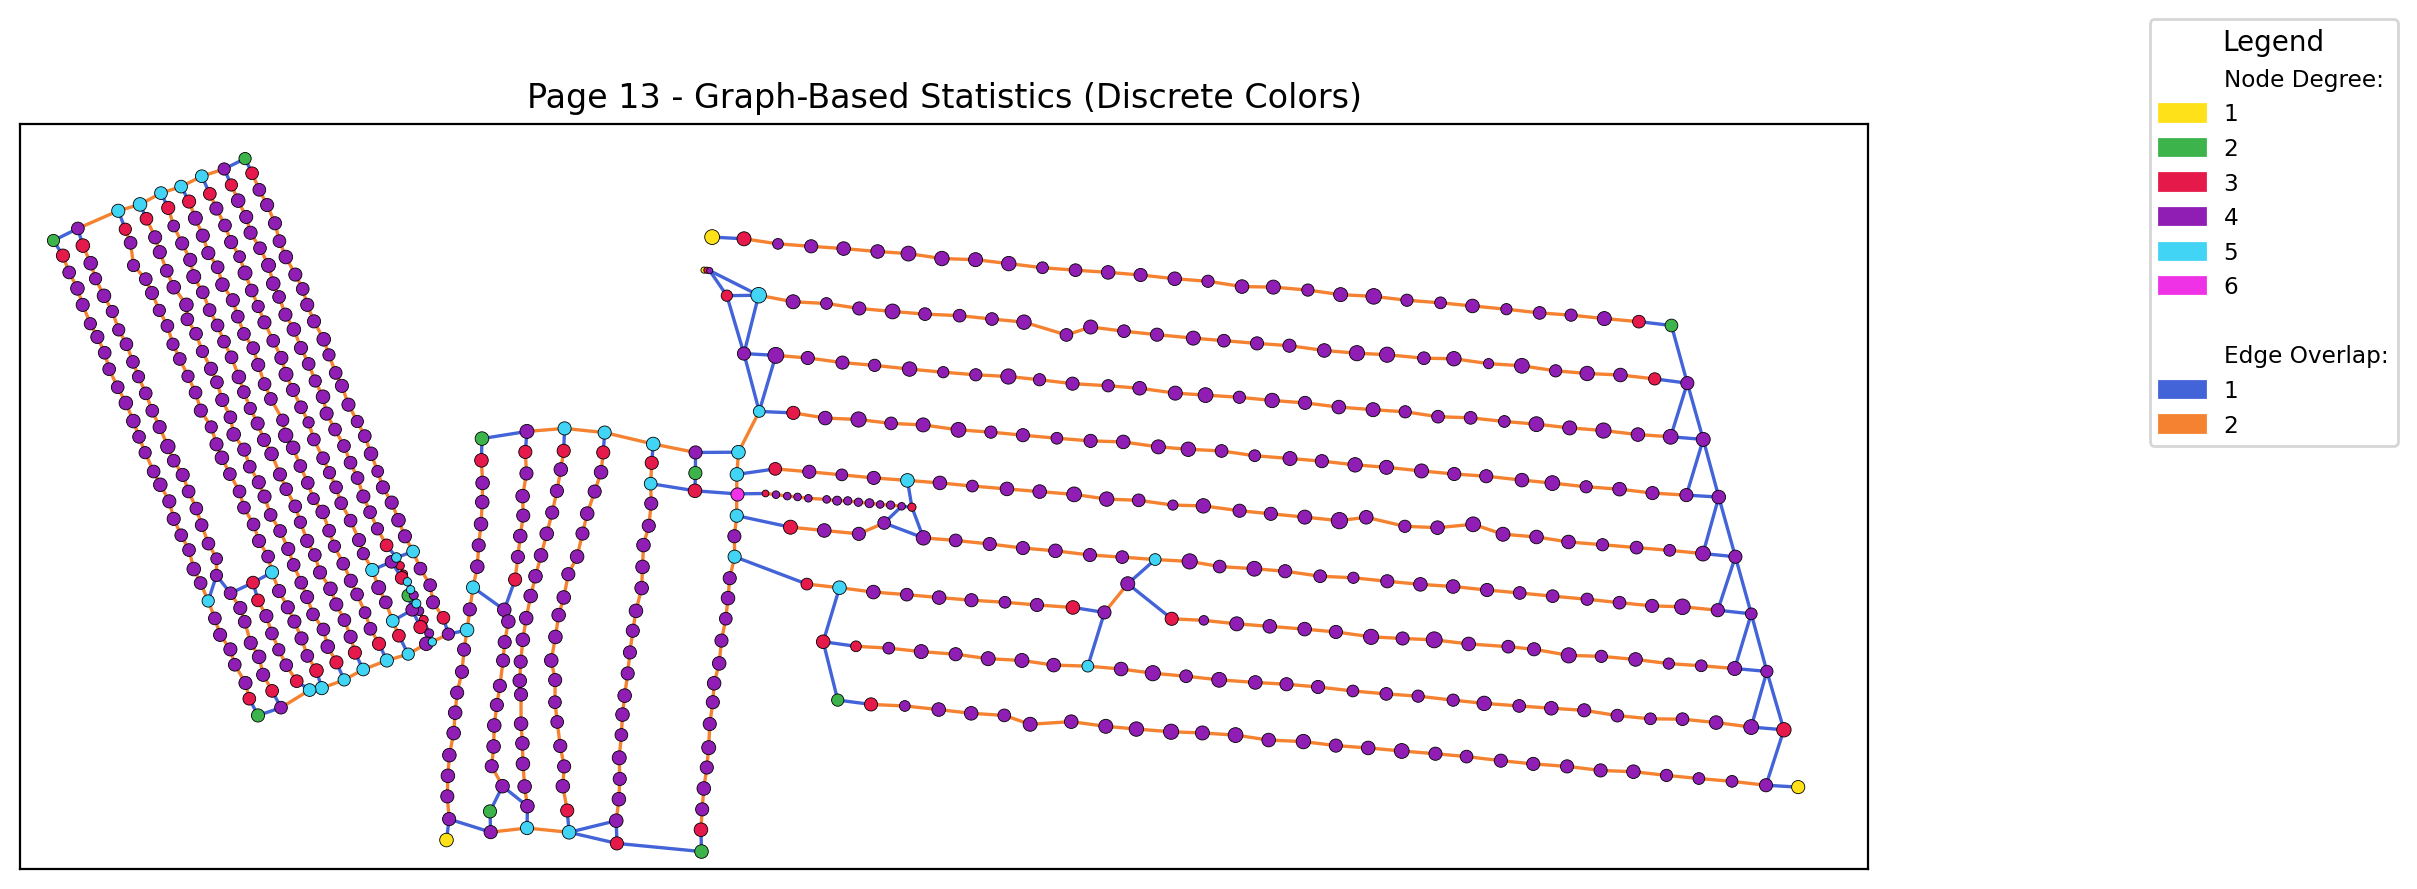 Page 13 - Graph-Based Statistics (Discrete Colors)
Legend
Node Degree:
1
2
3
4
5
6
Edge Overlap:
1
2